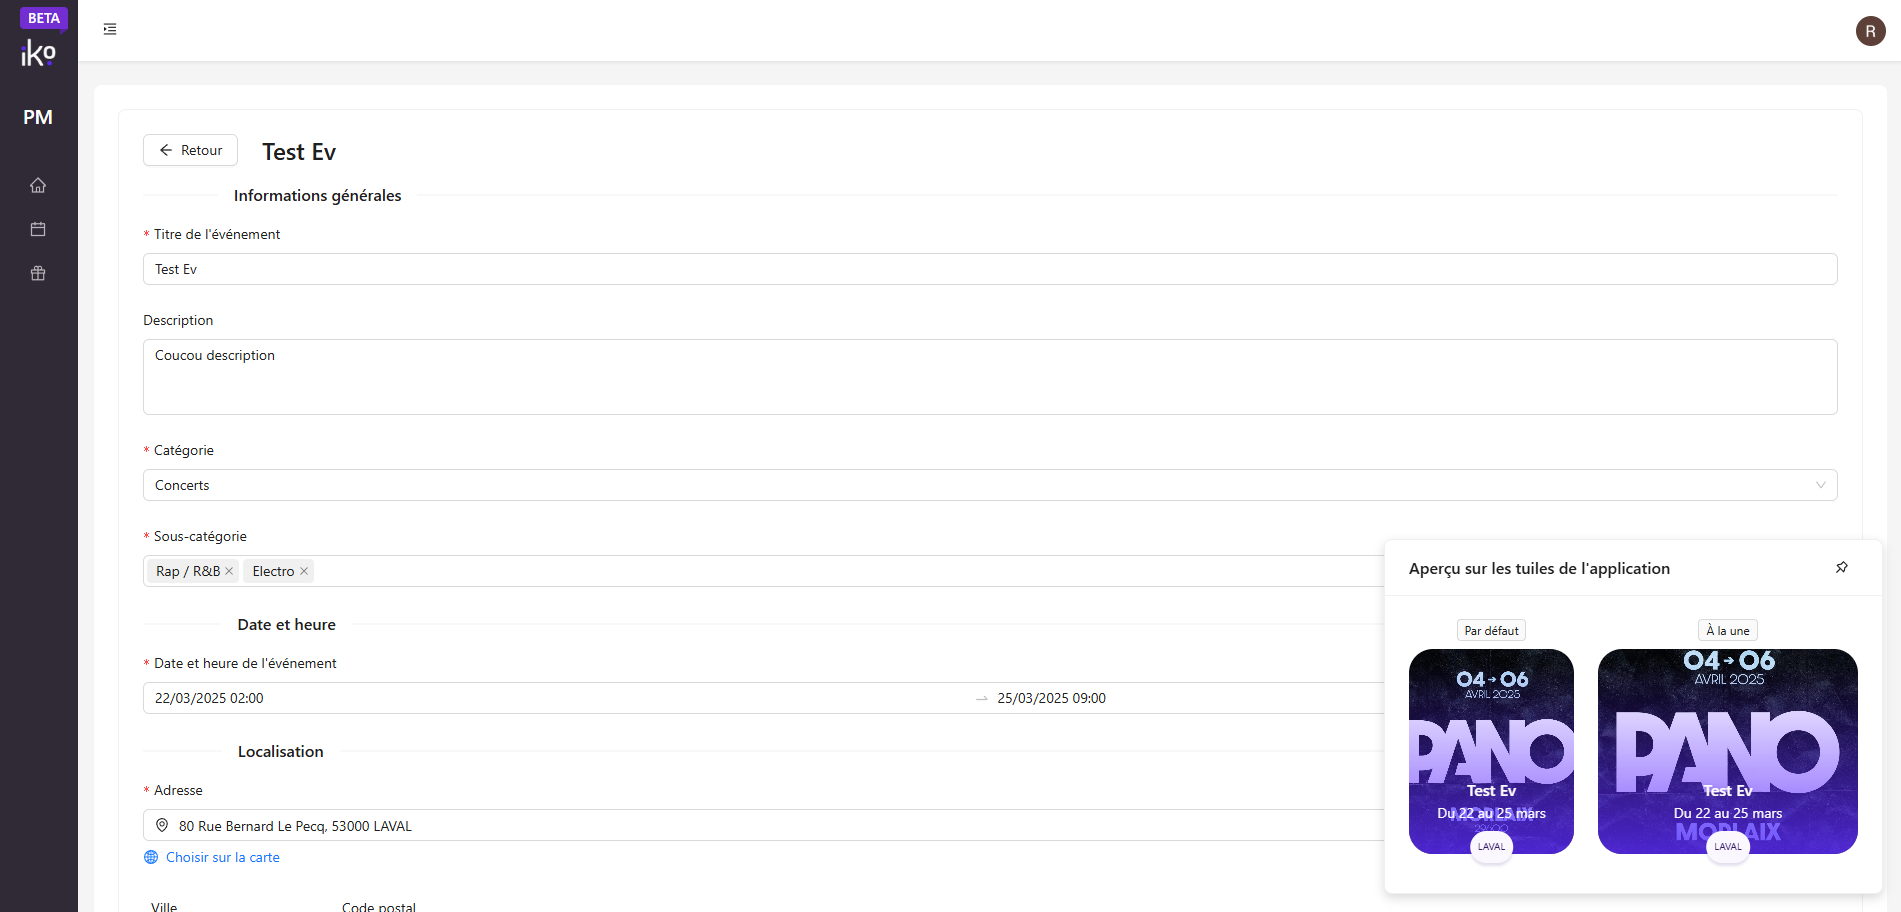 BETA
iko
R
PM
Retour
Test Ev
Informations générales
* Titre de l'événement
Test Ev
Description
Coucou description
* Catégorie
Concerts
* Sous-catégorie
Rap / R&B
Electro
Date et heure
* Date et heure de l'événement
22/03/2025 02:00
25/03/2025 09:00
Localisation
* Adresse
80 Rue Bernard Le Pecq, 53000 LAVAL
Choisir sur la carte
Ville
Code postal
Aperçu sur les tuiles de l'application
Par défaut
04 → 06
AVRIL 2025
PANO
Test Ev
MORLAIX
Du 22 au 25 mars
29600
LAVAL
À la une
04 → 06
AVRIL 2025
PANO
Test Ev
Du 22 au 25 mars
MORLAIX
LAVAL